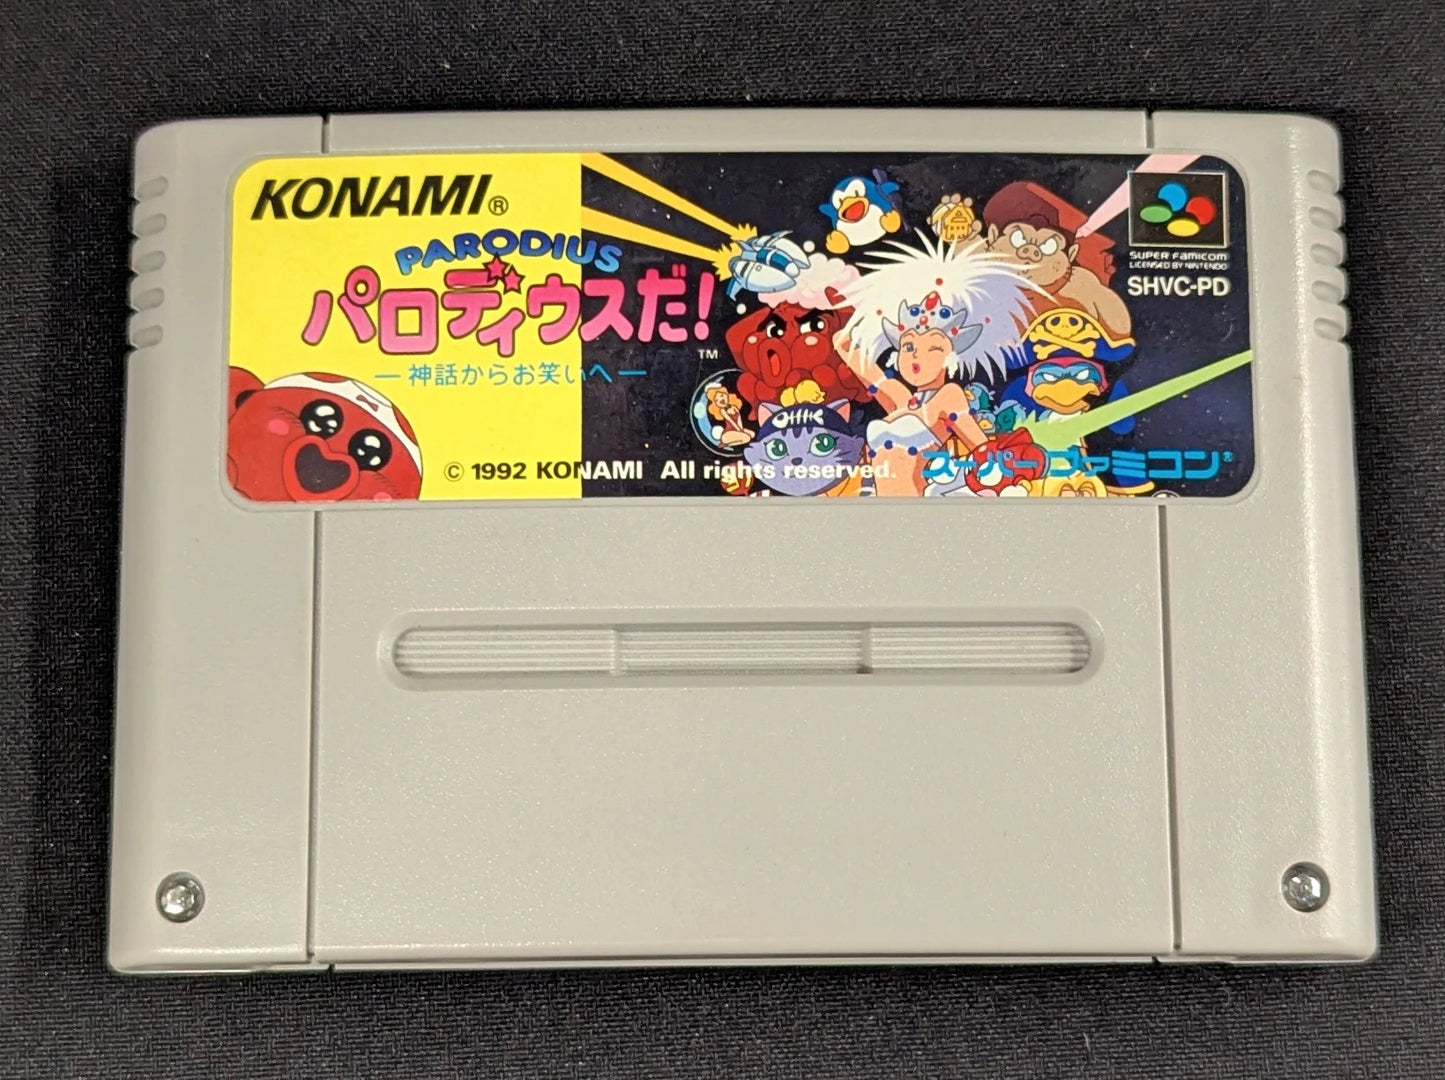 KONAMI®
PARODIUS
パロディウスだ!
TM
ー神話からお笑いへー
© 1992 KONAMI All rights reserved.
SUPER FAMICOM
LICENSED BY NINTENDO
SHVC-PD
スーパーファミコン®